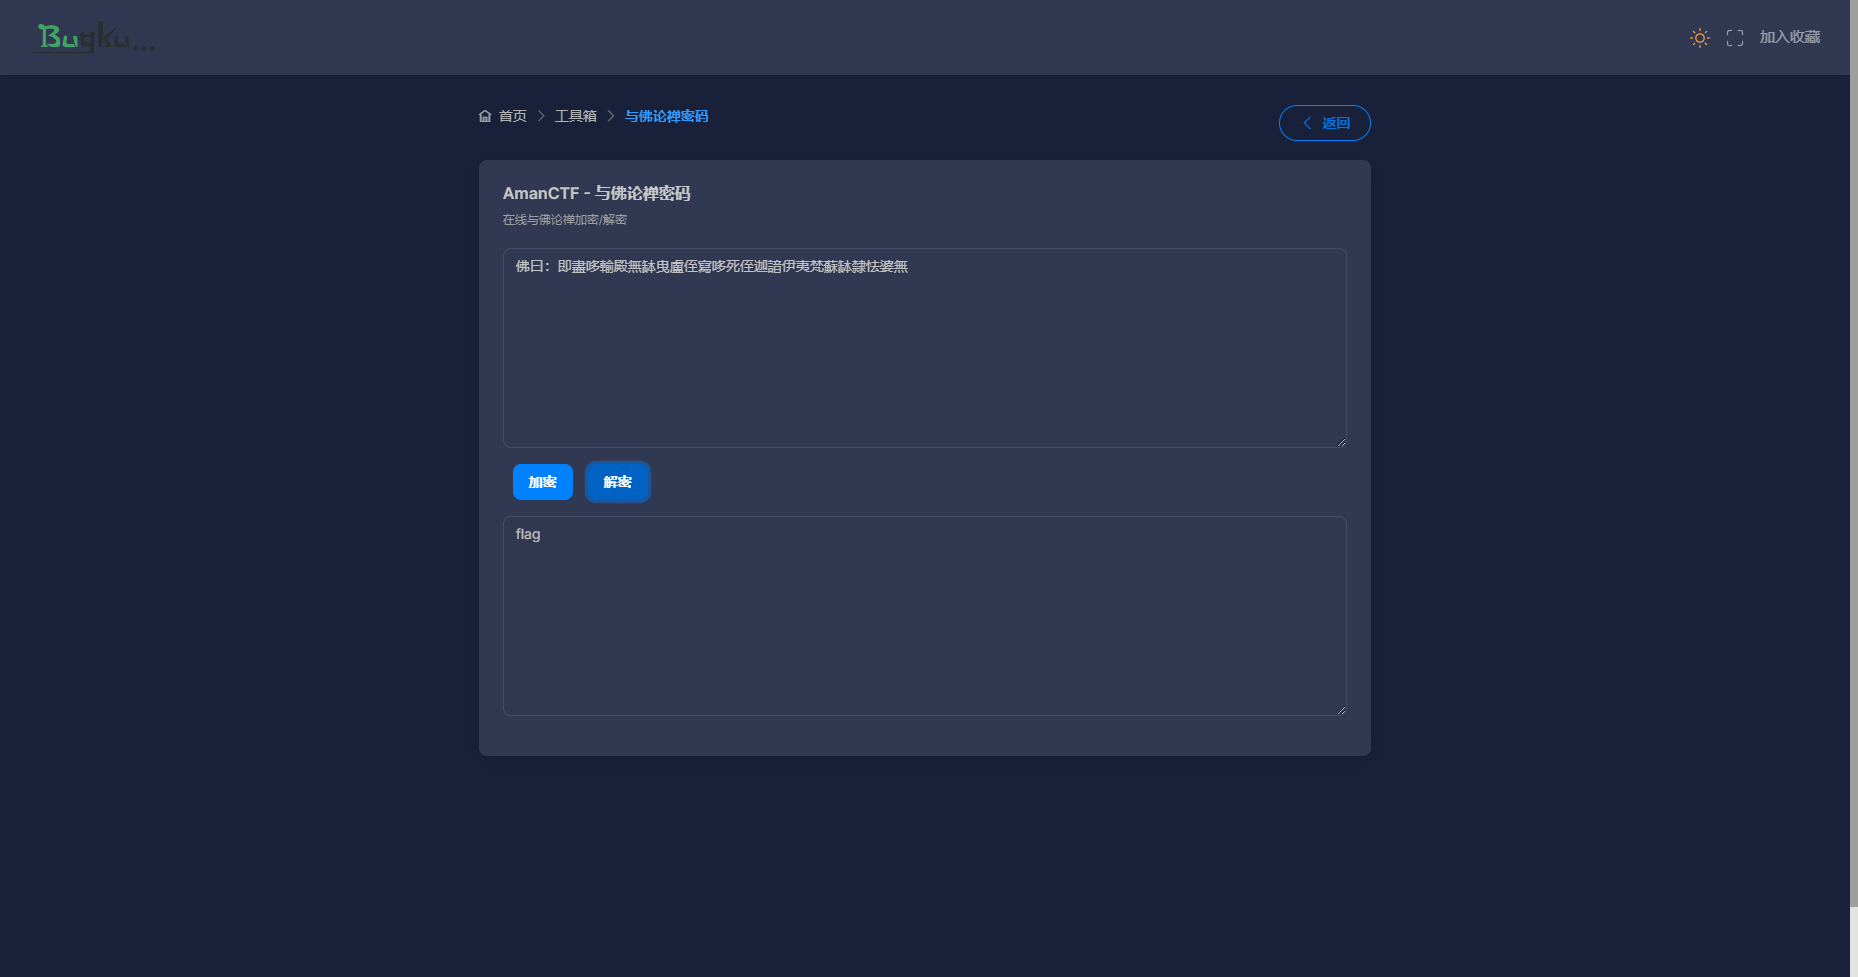 Bugku...
加入收藏
首页 > 工具箱 > 与佛论禅密码
返回
AmanCTF - 与佛论禅密码
在线与佛论禅加密/解密
佛曰：即盡哆輸殿無缽曳盧侄寫哆死侄迦諳伊夷梵蘇缽隸怯婆無
加密
解密
flag